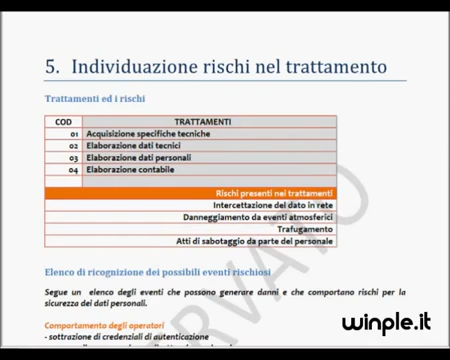 5. Individuazione rischi nel trattamento
Trattamenti ed i rischi
COD TRATTAMENTI
01 Acquisizione specifiche tecniche
02 Elaborazione dati tecnici
03 Elaborazione dati personali
04 Elaborazione contabile
Rischi presenti nei trattamenti
Intercettazione del dato in rete
Danneggiamento da eventi atmosferici
Trafugamento
Atti di sabotaggio da parte del personale
Elenco di ricognizione dei possibili eventi rischiosi
Segue un elenco degli eventi che possono generare danni e che comportano rischi per la
sicurezza dei dati personali.
Comportamento degli operatori
- sottrazione di credenziali di autenticazione
winple.it